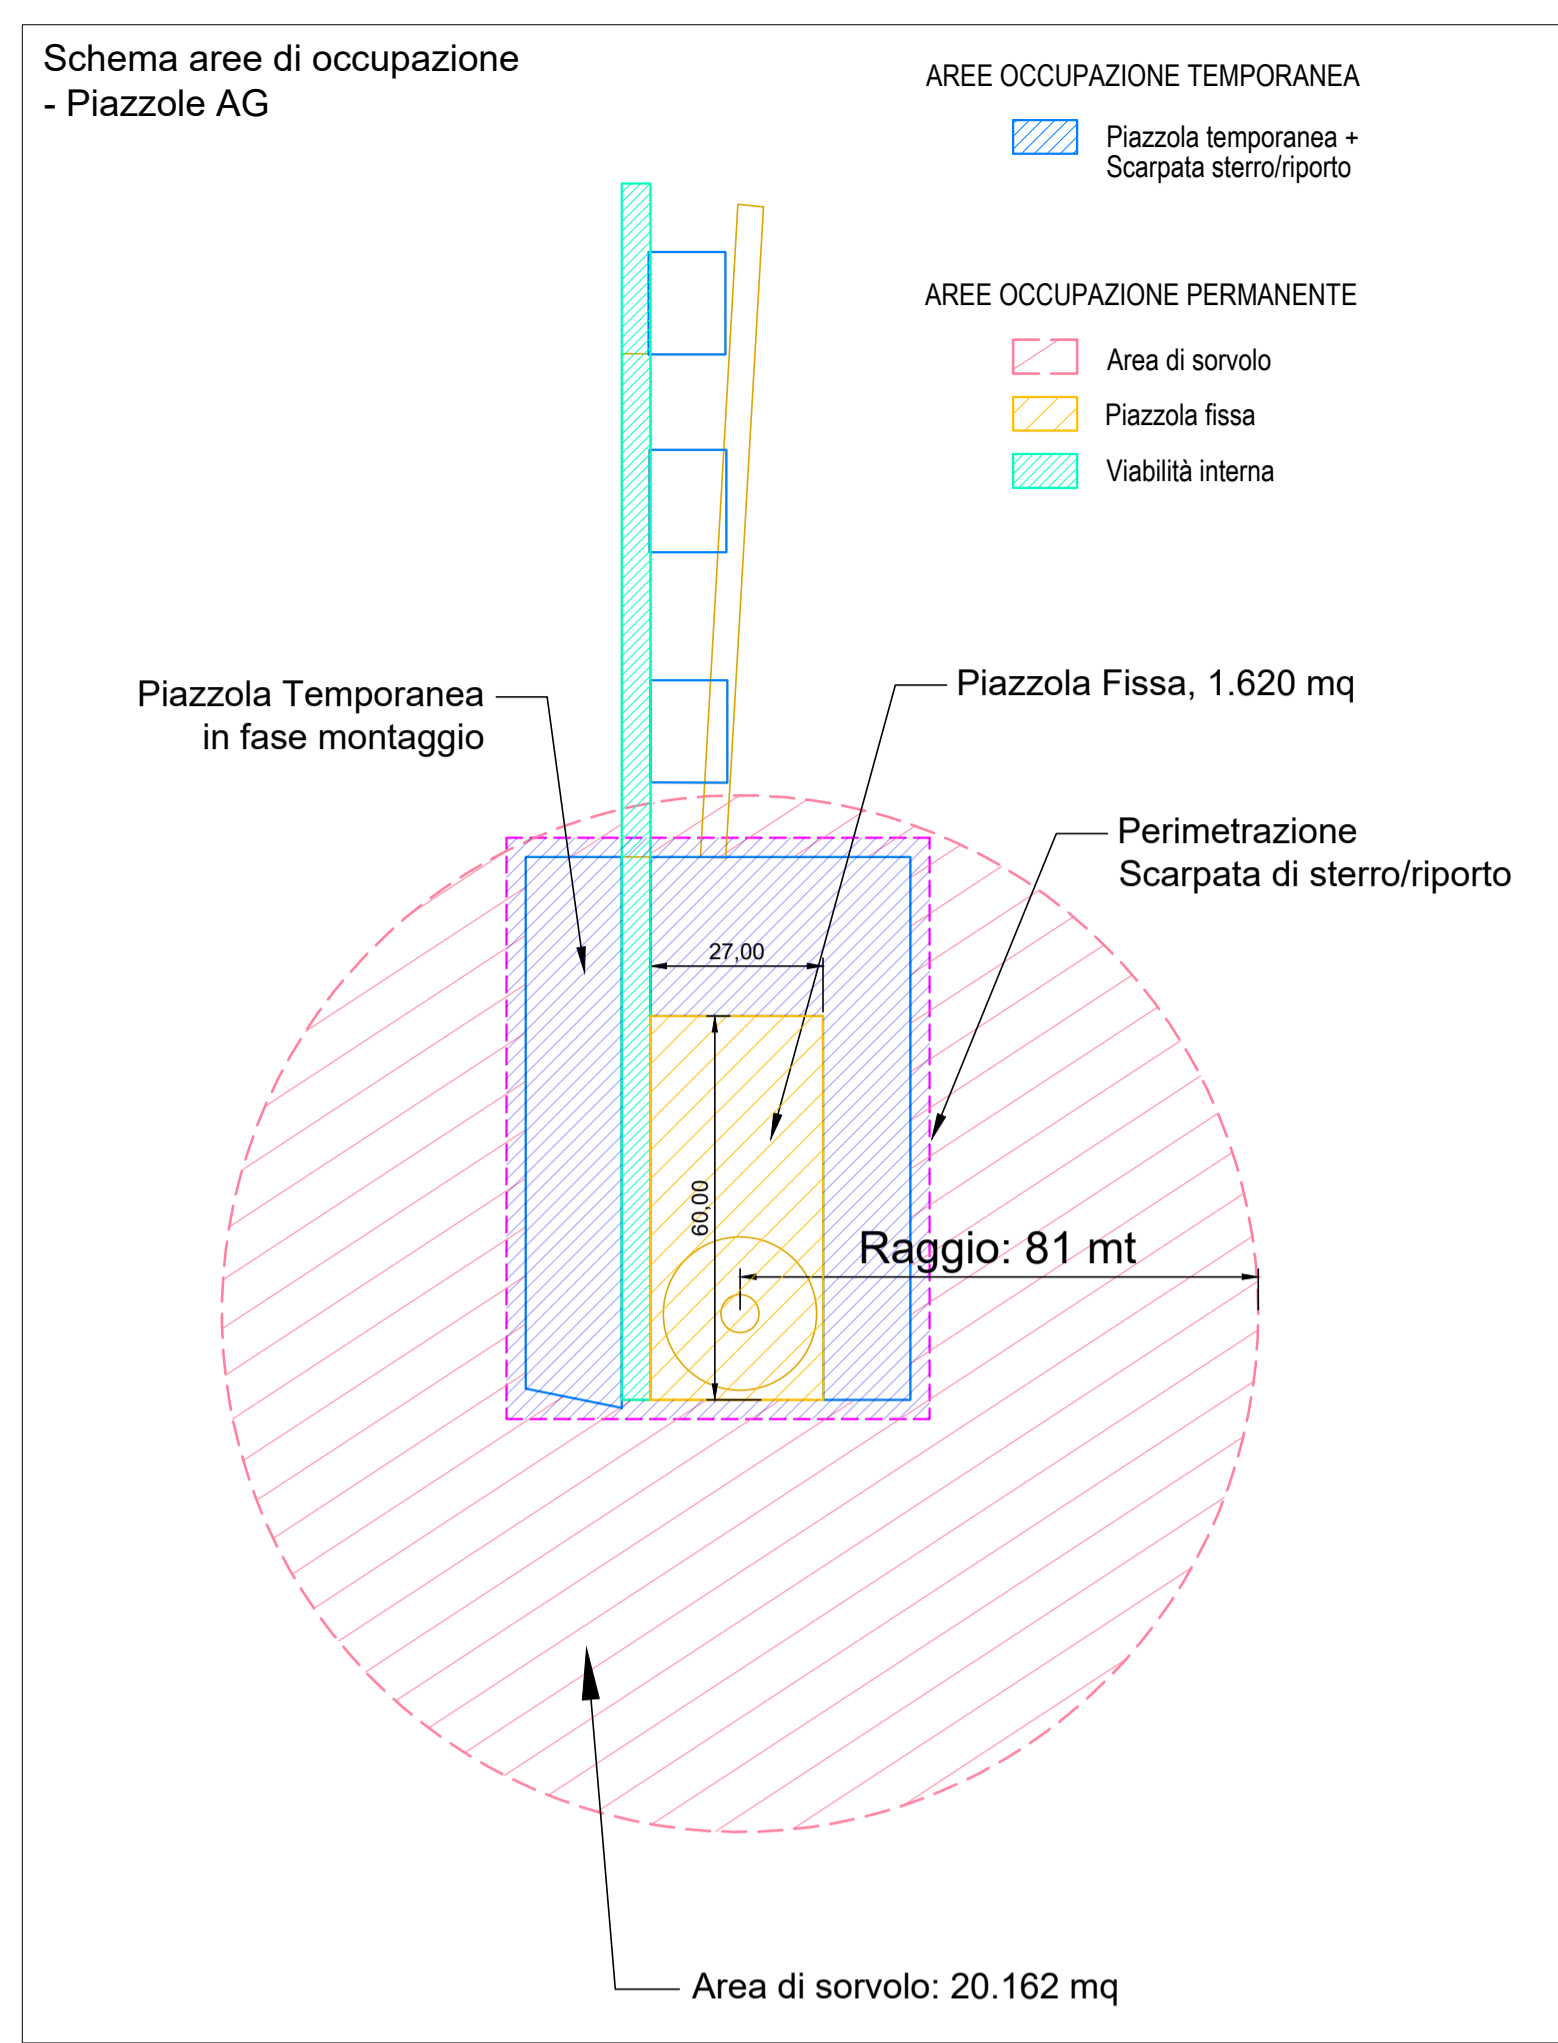 Schema aree di occupazione
- Piazzole AG
AREE OCCUPAZIONE TEMPORANEA
Piazzola temporanea +
Scarpata sterro/riporto
AREE OCCUPAZIONE PERMANENTE
Area di sorvolo
Piazzola fissa
Viabilità interna
Piazzola Temporanea
in fase montaggio
Piazzola Fissa, 1.620 mq
Perimetrazione
Scarpata di sterro/riporto
27,00
60,00
Raggio: 81 mt
Area di sorvolo: 20.162 mq